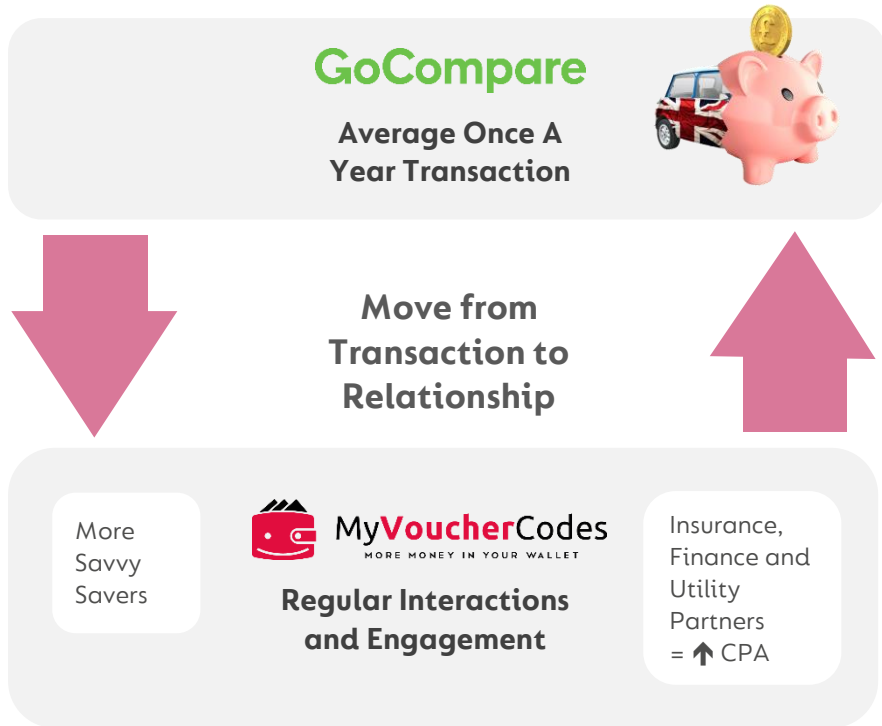 GoCompare
Average Once A
Year Transaction
£
Move from
Transaction to
Relationship
More
Savvy
Savers
MyVoucherCodes
MORE MONEY IN YOUR WALLET
Regular Interactions
and Engagement
Insurance,
Finance and
Utility
Partners
= ↑ CPA